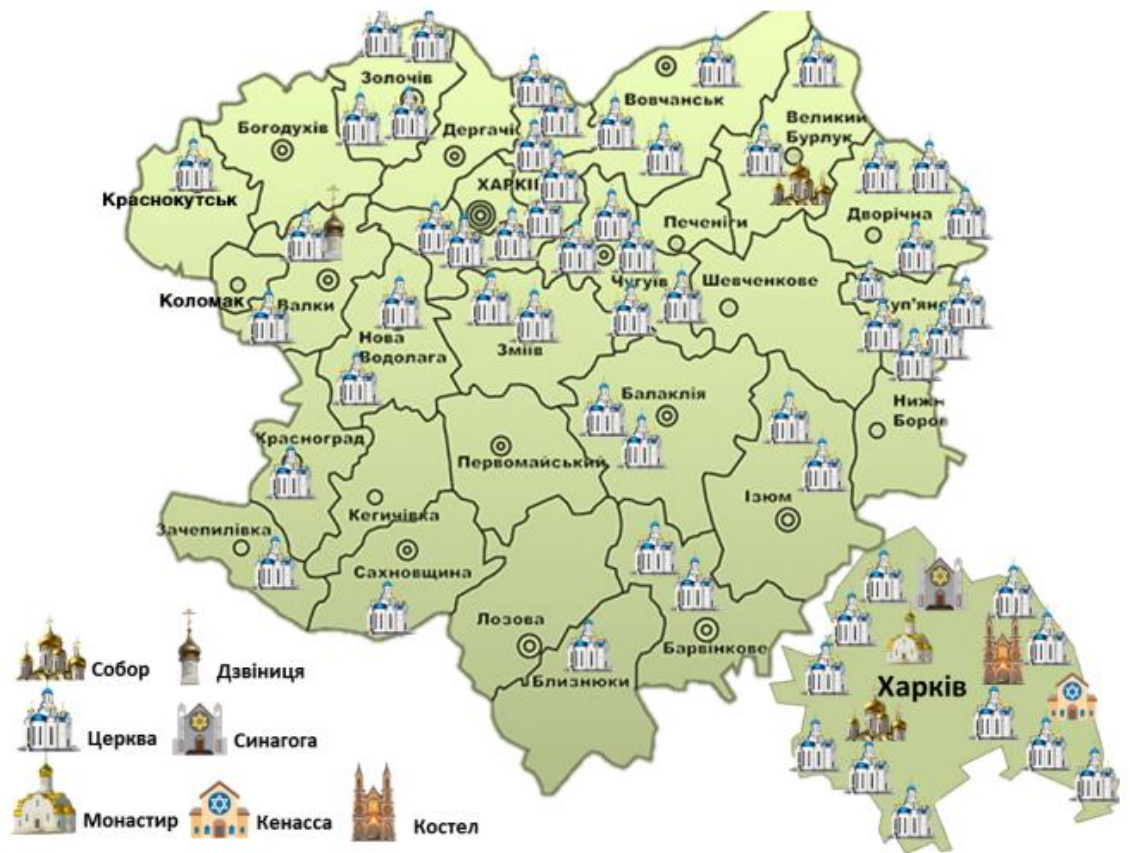 Золочів
Богодухів
Дергачі
Вовчанськ
Великий
Бурлук
Краснокутськ
Дворічна
Печеніги
Коломак
Валки
Чугуїв
Шевченкове
Нова
Водолага
Зміїв
Балаклія
Красноград
Первомайський
Ізюм
Кегичівка
Зачепилівка
Сахновщина
Лозова
Барвінкове
Близнюки
Харків
Собор
Дзвіниця
Церква
Синагога
Монастир
Кенасса
Костел